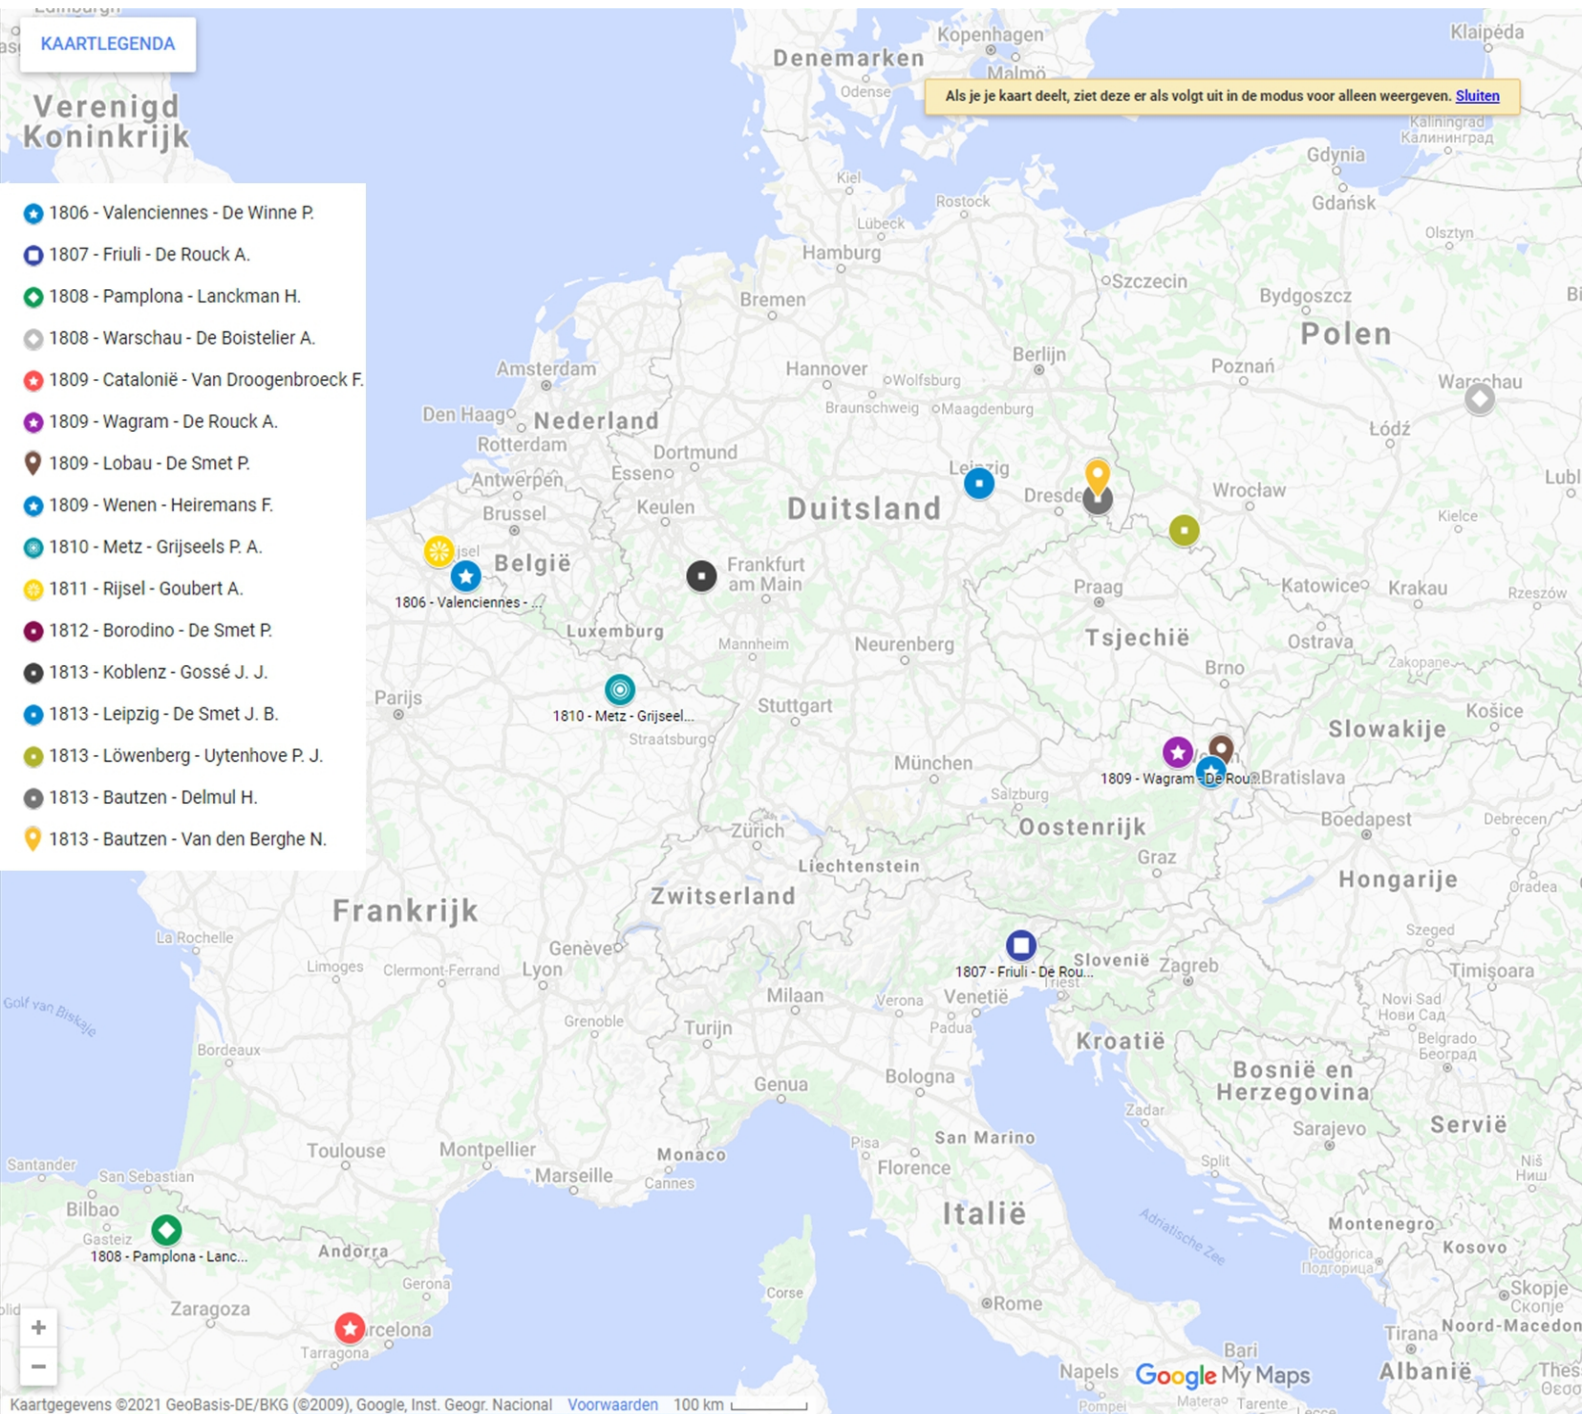 Edinburgh
KAARTLEGENDA
Verenigd
Koninkrijk
Denemarken
Odense
Kopenhagen
Malmö
Klaipėda
Als je je kaart deelt, ziet deze er als volgt uit in de modus voor alleen weergeven. Sluiten
Kaliningrad
Калининград
Gdynia
Gdańsk
Kiel
Rostock
Lübeck
Hamburg
Olsztyn
Szczecin
Bremen
Bydgoszcz
Polen
1806 - Valenciennes - De Winne P.
1807 - Friuli - De Rouck A.
1808 - Pamplona - Lanckman H.
1808 - Warschau - De Boistelier A.
1809 - Catalonië - Van Droogenbroeck F.
1809 - Wagram - De Rouck A.
1809 - Lobau - De Smet P.
1809 - Wenen - Heiremans F.
1810 - Metz - Grijseels P. A.
1811 - Rijsel - Goubert A.
1812 - Borodino - De Smet P.
1813 - Koblenz - Gossé J. J.
1813 - Leipzig - De Smet J. B.
1813 - Löwenberg - Uytenhove P. J.
1813 - Bautzen - Delmul H.
1813 - Bautzen - Van den Berghe N.
Amsterdam
Hannover
Wolfsburg
Berlijn
Poznań
Warschau
Braunschweig
Maagdenburg
Den Haag
Nederland
Rotterdam
Łódź
Dortmund
Essen
Leipzig
Antwerpen
Keulen
Duitsland
Wrocław
Brussel
Kielce
België
Frankfurt
am Main
Praag
Katowice
Krakau
Rzeszów
1806 - Valenciennes - ...
Luxemburg
Mannheim
Neurenberg
Tsjechië
Ostrava
Brno
Zakopane
Parijs
1810 - Metz - Grijseel...
Straatsburg
Stuttgart
Slowakije
Košice
München
1809 - Wagram - De Rou...
Bratislava
Salzburg
Oostenrijk
Boedapest
Debrecen
Zürich
Liechtenstein
Graz
Zwitserland
Hongarije
Oradea
Frankrijk
La Rochelle
Genève
Szeged
Limoges
Clermont-Ferrand
Lyon
1807 - Friuli - De Rou...
Slovenië
Zagreb
Timișoara
Triest
Golf van Biskaje
Milaan
Verona
Venetië
Padua
Novi Sad
Нови Сад
Grenoble
Turijn
Kroatië
Belgrado
Београд
Bordeaux
Genua
Bologna
Bosnië en
Herzegovina
Zadar
Sarajevo
Servië
Toulouse
Montpellier
Monaco
Pisa
San Marino
Florence
Santander
San Sebastian
Marseille
Cannes
Split
Niš
Ниш
Bilbao
Gasteiz
Italië
Adriatische Zee
Montenegro
Kosovo
1808 - Pamplona - Lanc...
Andorra
Podgorica
Подгорица
Gerona
Corse
Skopje
Скопје
Zaragoza
Rome
Tarragona
Tirana
Noord-Macedon
Bari
Albanië
Napels
Google My Maps
Pompeï
Matera
Tarente
Lecce
Kaartgegevens ©2021 GeoBasis-DE/BKG (©2009), Google, Inst. Geogr. Nacional Voorwaarden 100 km